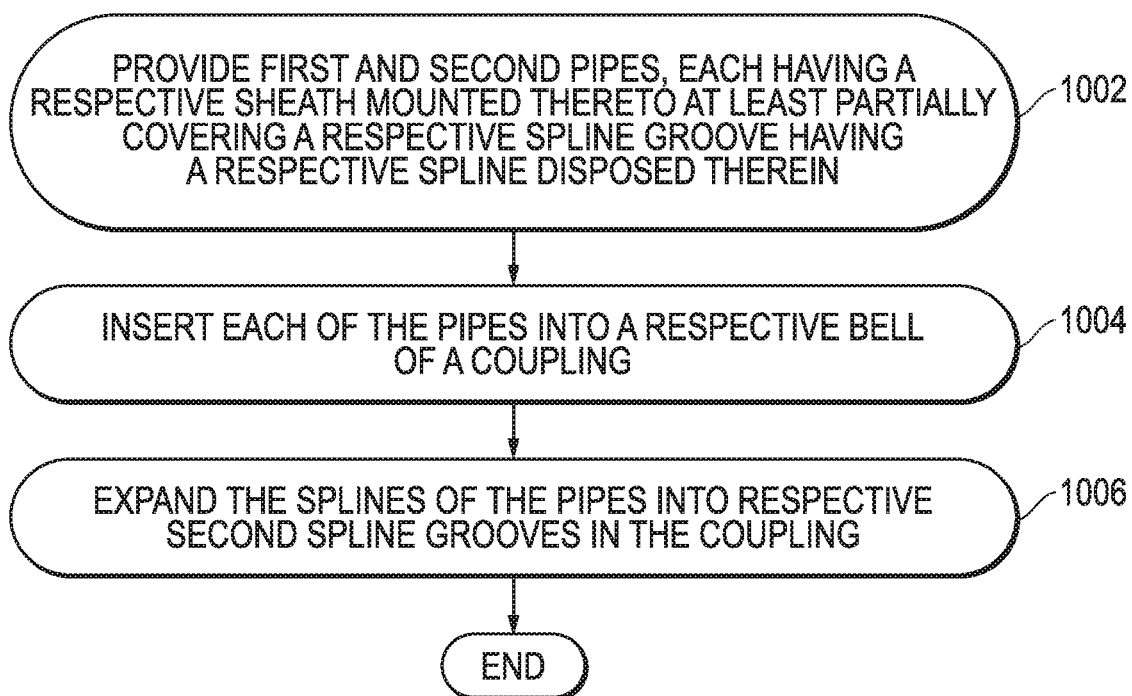 PROVIDE FIRST AND SECOND PIPES, EACH HAVING A
RESPECTIVE SHEATH MOUNTED THERETO AT LEAST PARTIALLY
COVERING A RESPECTIVE SPLINE GROOVE HAVING
A RESPECTIVE SPLINE DISPOSED THEREIN
1002
INSERT EACH OF THE PIPES INTO A RESPECTIVE BELL
OF A COUPLING
1004
EXPAND THE SPLINES OF THE PIPES INTO RESPECTIVE
SECOND SPLINE GROOVES IN THE COUPLING
1006
END